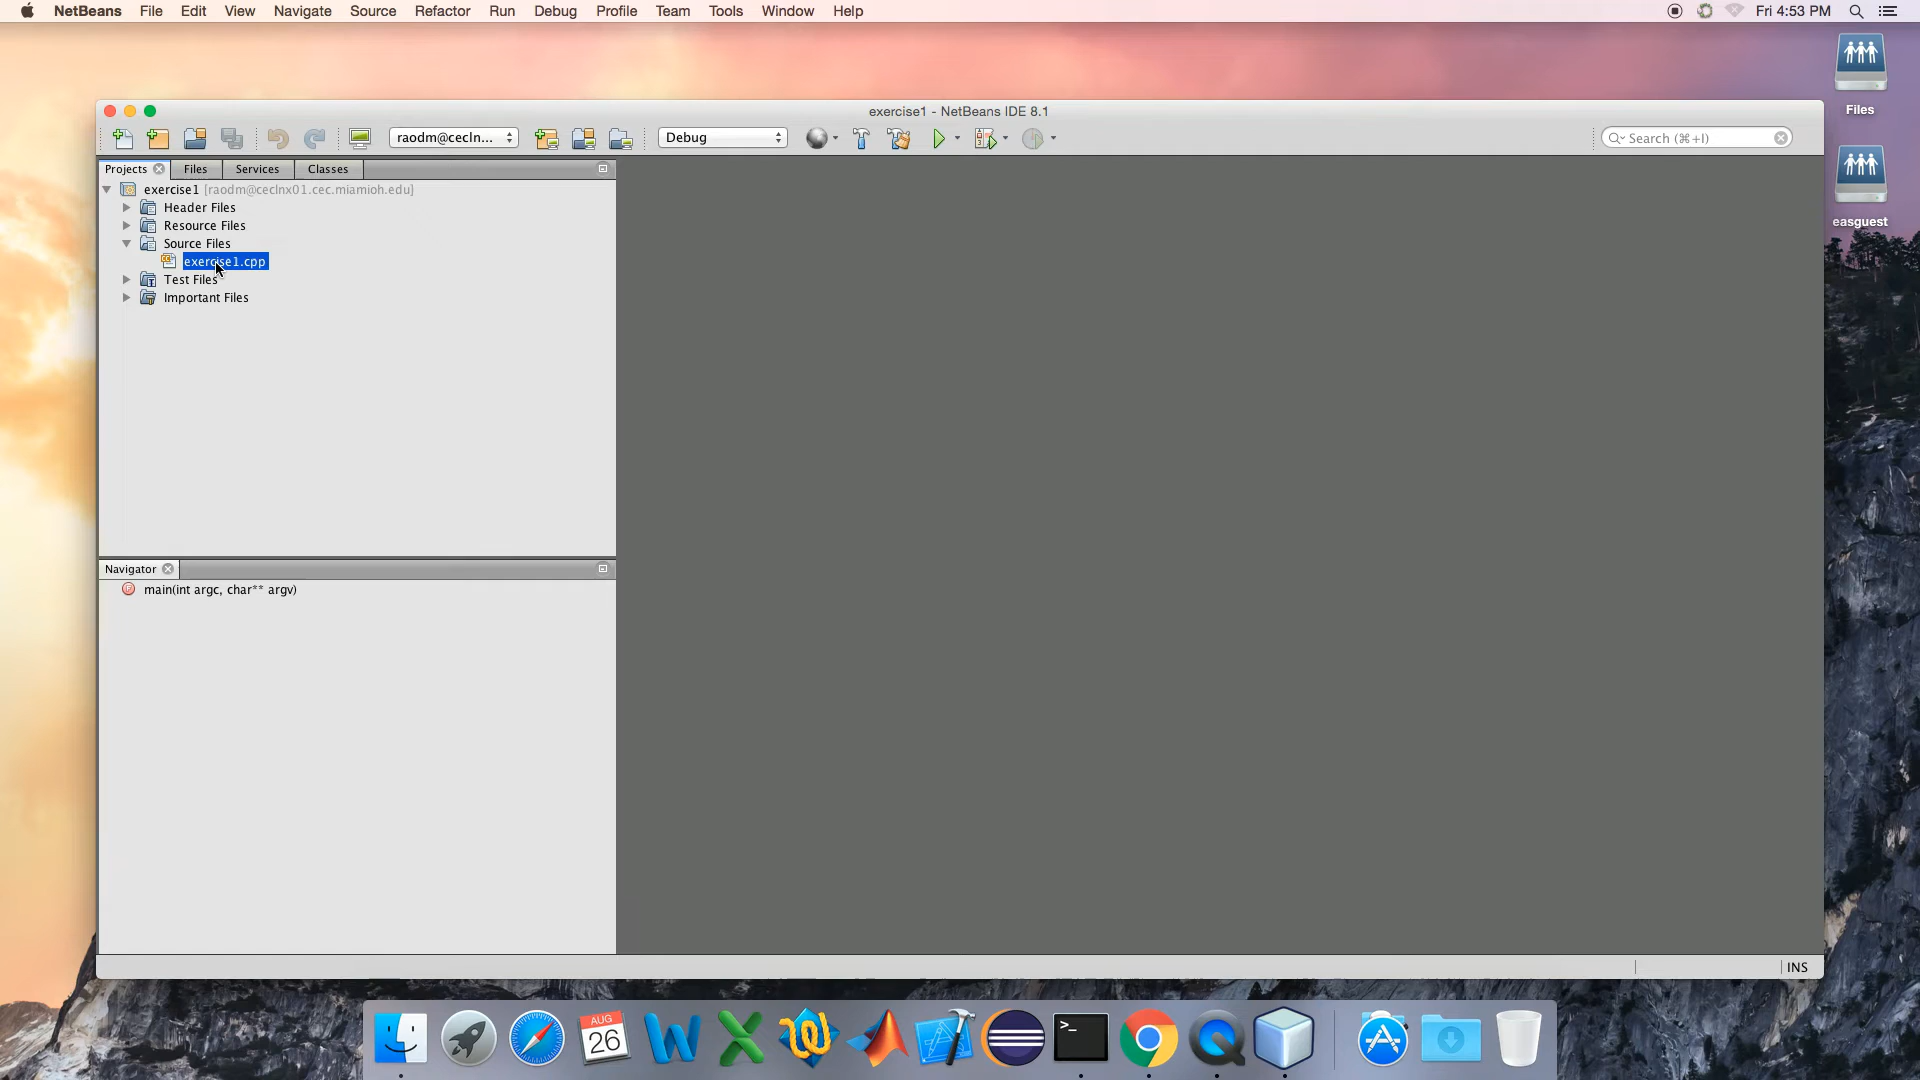 NetBeans File Edit View Navigate Source Refactor Run Debug Profile Team Tools Window Help Fri 4:53 PM
Files
easguest
exercise1 - NetBeans IDE 8.1
raodm@cecln... Debug Search (⌘+I)
Projects Files Services Classes
exercise1 [raodm@ceclnx01.cec.miamioh.edu]
Header Files
Resource Files
Source Files
exercise1.cpp
Test Files
Important Files
Navigator
main(int argc, char** argv)
INS
AUG
26
>_